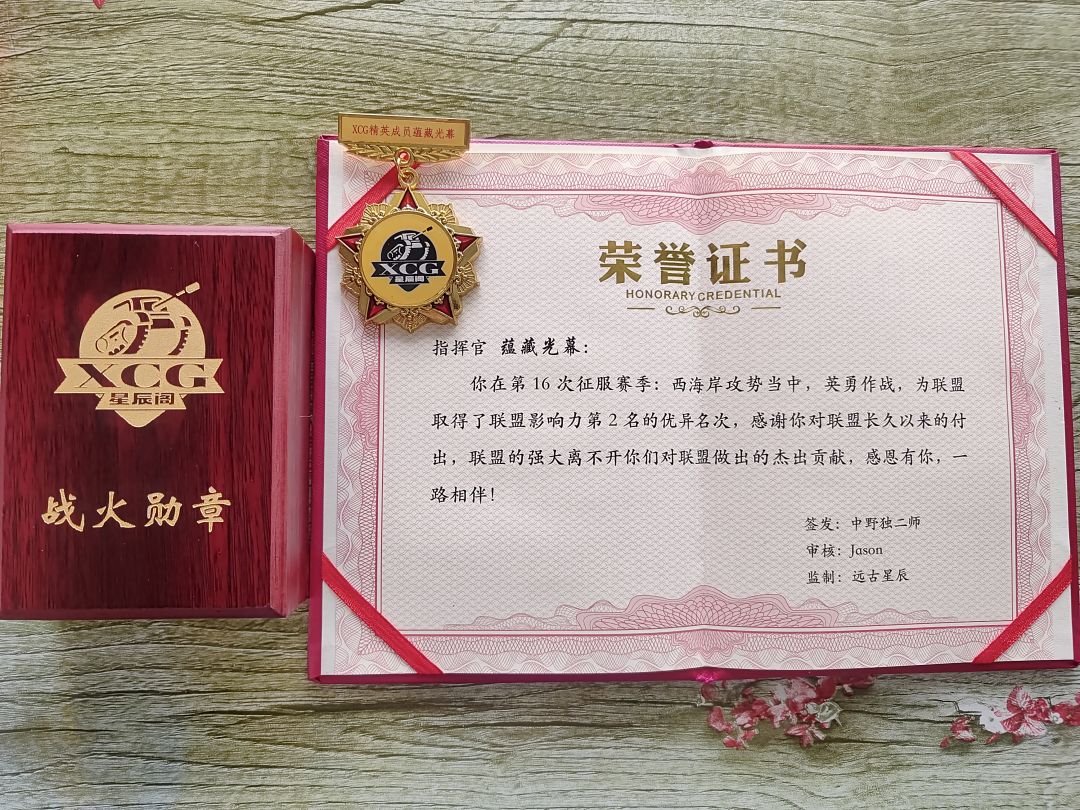 XCG精英成员蕴藏光幕
XCG
星辰阁
XCG
星辰阁
战火勋章
荣誉证书
HONORARY CREDENTIAL
指挥官 蕴藏光幕：
你在第 16 次征服赛季：西海岸攻势当中，英勇作战，为联盟
取得了联盟影响力第 2 名的优异名次，感谢你对联盟长久以来的付
出，联盟的强大离不开你们对联盟做出的杰出贡献，感恩有你，一
路相伴！
签发：中野独二师
审核：Jason
监制：远古星辰